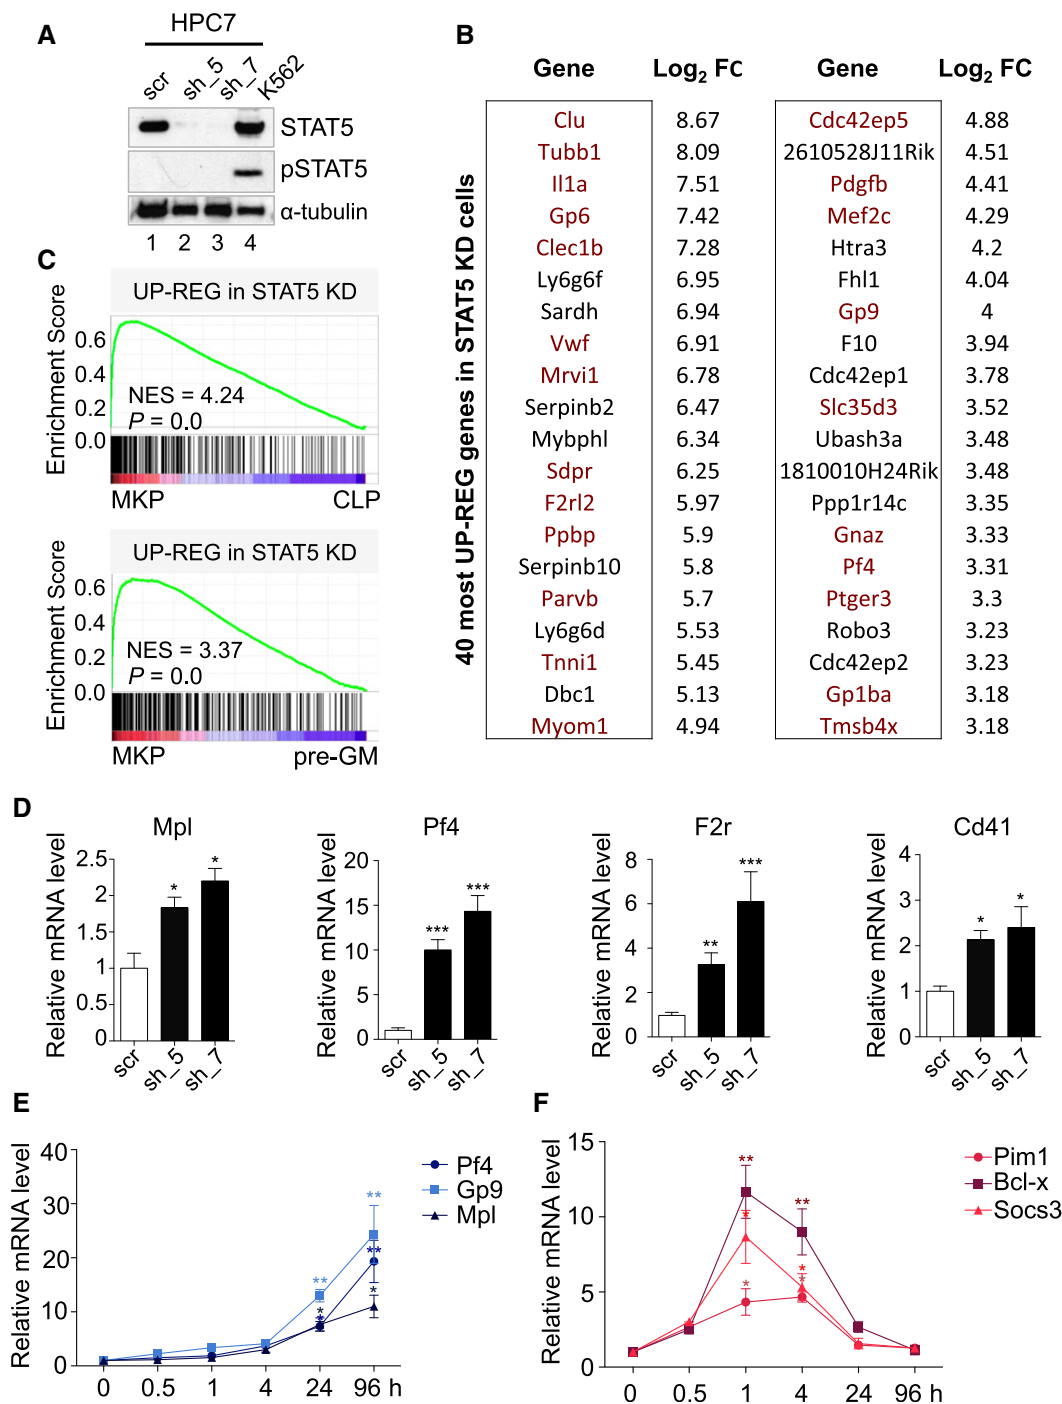 A
HPC7
scr
sh_5
sh_7
K562
STAT5
pSTAT5
α-tubulin
1 2 3 4
B
Gene Log2 FC Gene Log2 FC
40 most UP-REG genes in STAT5 KD cells
Clu 8.67 Cdc42ep5 4.88
Tubb1 8.09 2610528J11Rik 4.51
Il1a 7.51 Pdgfb 4.41
Gp6 7.42 Mef2c 4.29
Clec1b 7.28 Htra3 4.2
Ly6g6f 6.95 Fhl1 4.04
Sardh 6.94 Gp9 4
Vwf 6.91 F10 3.94
Mrvi1 6.78 Cdc42ep1 3.78
Serpinb2 6.47 Slc35d3 3.52
Mybphl 6.34 Ubash3a 3.48
Sdpr 6.25 1810010H24Rik 3.48
F2rl2 5.97 Ppp1r14c 3.35
Ppbp 5.9 Gnaz 3.33
Serpinb10 5.8 Pf4 3.31
Parvb 5.7 Ptger3 3.3
Ly6g6d 5.53 Robo3 3.23
Tnni1 5.45 Cdc42ep2 3.23
Dbc1 5.13 Gp1ba 3.18
Myom1 4.94 Tmsb4x 3.18
C
UP-REG in STAT5 KD
Enrichment Score
0.6
0.4
0.2
0.0
NES = 4.24
P = 0.0
MKP CLP
UP-REG in STAT5 KD
Enrichment Score
0.6
0.4
0.2
0.0
NES = 3.37
P = 0.0
MKP pre-GM
D
Mpl
Relative mRNA level
2.5
2
1.5
1
0.5
0
* *
scr sh_5 sh_7
Pf4
Relative mRNA level
20
15
10
5
0
*** ***
scr sh_5 sh_7
F2r
Relative mRNA level
8
6
4
2
0
** ***
scr sh_5 sh_7
Cd41
Relative mRNA level
4
3
2
1
0
* *
scr sh_5 sh_7
E
Relative mRNA level
40
30
20
10
0
Pf4
Gp9
Mpl
**
**
**
*
*
*
0 0.5 1 4 24 96 h
F
Relative mRNA level
15
10
5
0
Pim1
Bcl-x
Socs3
**
**
*
*
*
*
0 0.5 1 4 24 96 h